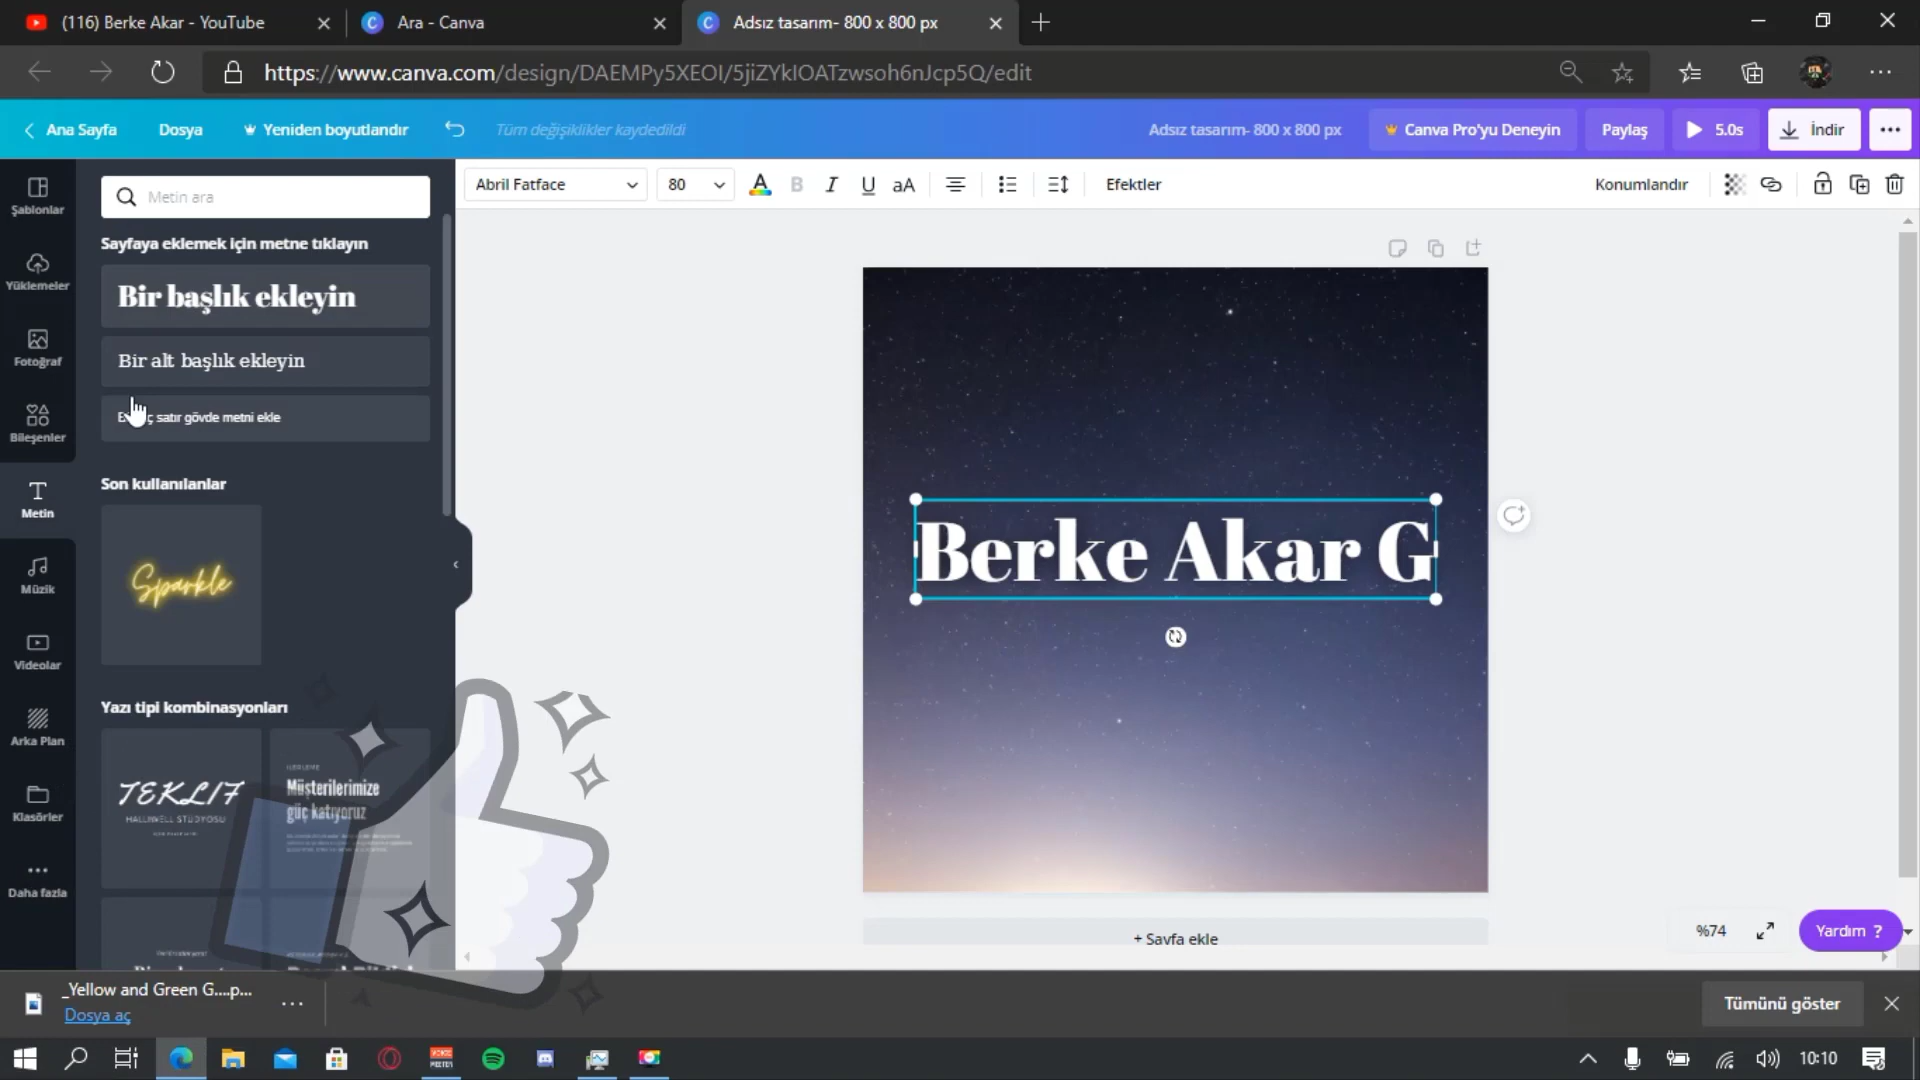 (116) Berke Akar - YouTube
Ara - Canva
Adsız tasarım- 800 x 800 px
https://www.canva.com/design/DAEMPy5XEOI/5jiZYkIOATzwsoh6nJcp5Q/edit
Ana Sayfa
Dosya
Yeniden boyutlandır
Tüm değişiklikler kaydedildi
Adsız tasarım- 800 x 800 px
Canva Pro'yu Deneyin
Paylaş
5.0s
İndir
Abril Fatface
80
A B I U aA
Efektler
Konumlandır
Şablonlar
Yüklemeler
Fotoğraf
Bileşenler
Metin
Müzik
Videolar
Arka Plan
Klasörler
Daha fazla
Metin ara
Sayfaya eklemek için metne tıklayın
Bir başlık ekleyin
Bir alt başlık ekleyin
satır gövde metni ekle
Son kullanılanlar
Sparkle
Yazı tipi kombinasyonları
TEKLIF
HALLIWELL STÜDYOSU
Müşterilerimize
güç katıyoruz
Berke Akar G
+ Sayfa ekle
%74
Yardım ?
_Yellow and Green G....p...
Dosya aç
Tümünü göster
10:10